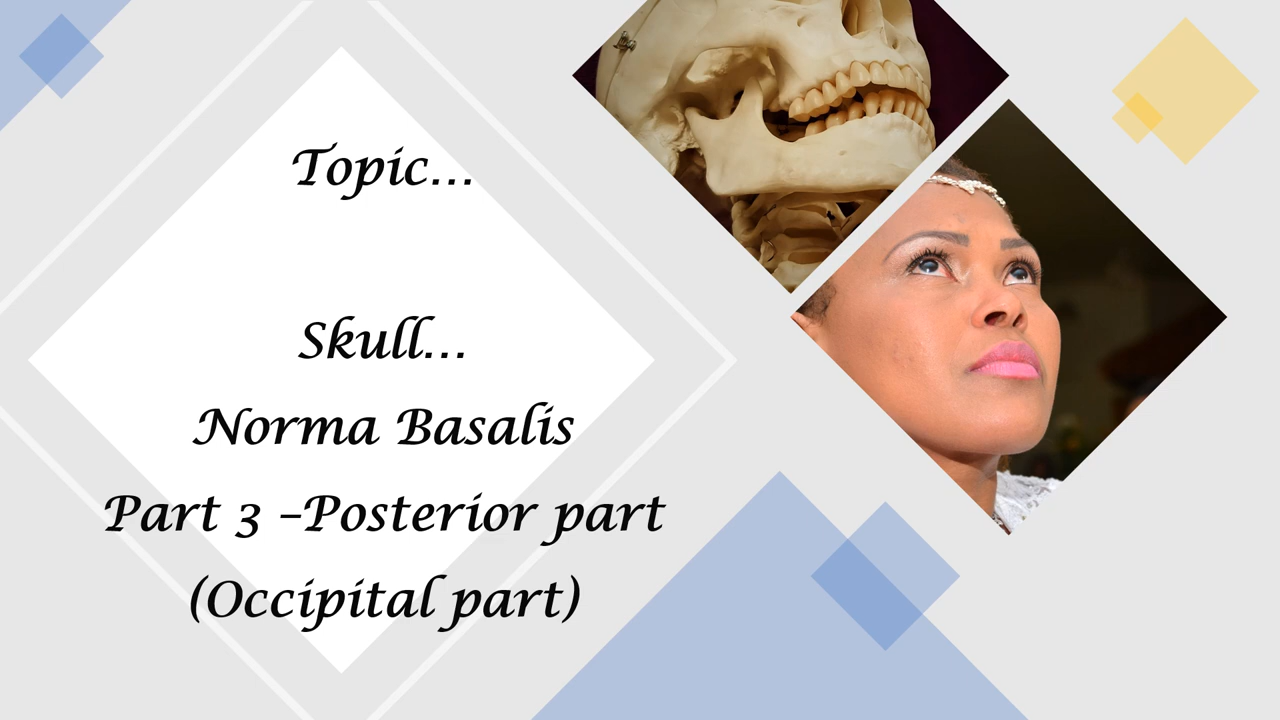 Topic...
Skull...
Norma Basalis
Part 3 –Posterior part
(Occipital part)